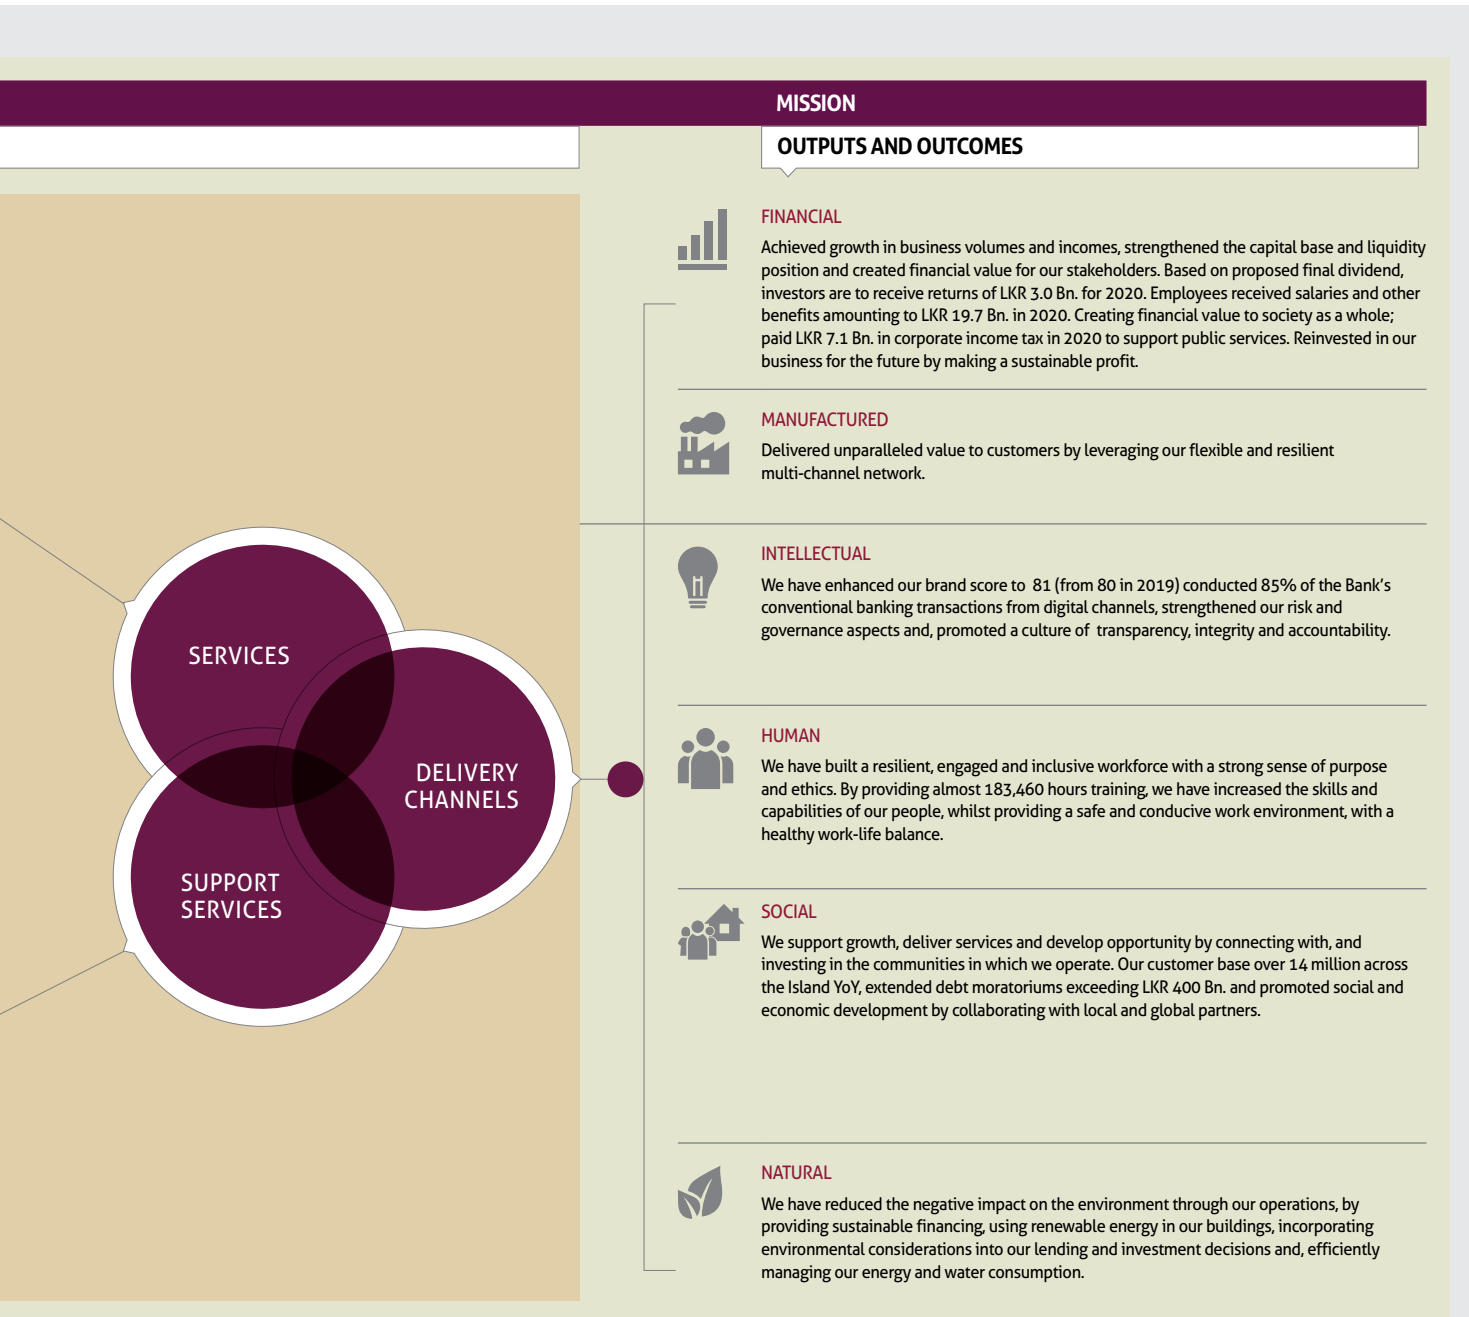 MISSION
OUTPUTS AND OUTCOMES
SERVICES
DELIVERY
CHANNELS
SUPPORT
SERVICES
FINANCIAL
Achieved growth in business volumes and incomes, strengthened the capital base and liquidity
position and created financial value for our stakeholders. Based on proposed final dividend,
investors are to receive returns of LKR 3.0 Bn. for 2020. Employees received salaries and other
benefits amounting to LKR 19.7 Bn. in 2020. Creating financial value to society as a whole;
paid LKR 7.1 Bn. in corporate income tax in 2020 to support public services. Reinvested in our
business for the future by making a sustainable profit.
MANUFACTURED
Delivered unparalleled value to customers by leveraging our flexible and resilient
multi-channel network.
INTELLECTUAL
We have enhanced our brand score to 81 (from 80 in 2019) conducted 85% of the Bank's
conventional banking transactions from digital channels, strengthened our risk and
governance aspects and, promoted a culture of transparency, integrity and accountability.
HUMAN
We have built a resilient, engaged and inclusive workforce with a strong sense of purpose
and ethics. By providing almost 183,460 hours training, we have increased the skills and
capabilities of our people, whilst providing a safe and conducive work environment, with a
healthy work-life balance.
SOCIAL
We support growth, deliver services and develop opportunity by connecting with, and
investing in the communities in which we operate. Our customer base over 14 million across
the Island YoY, extended debt moratoriums exceeding LKR 400 Bn. and promoted social and
economic development by collaborating with local and global partners.
NATURAL
We have reduced the negative impact on the environment through our operations, by
providing sustainable financing, using renewable energy in our buildings, incorporating
environmental considerations into our lending and investment decisions and, efficiently
managing our energy and water consumption.